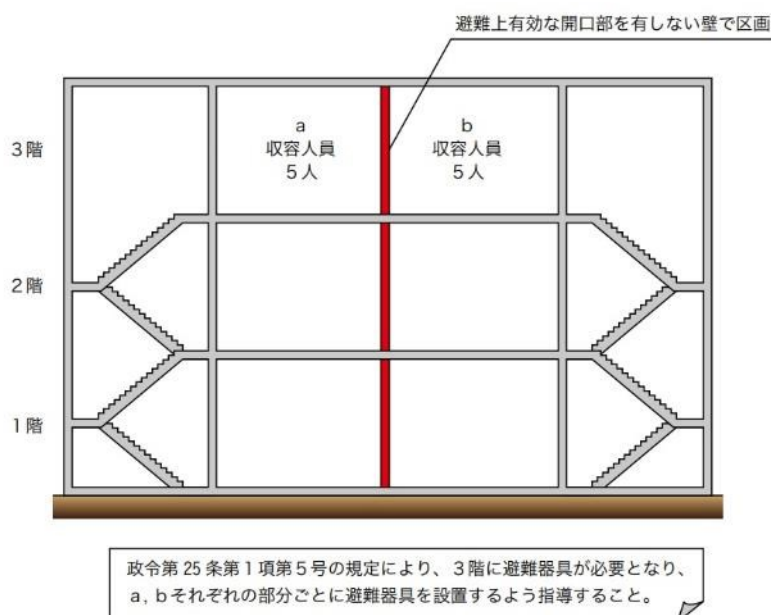 避難上有効な開口部を有しない壁で区画
3階
a
収容人員
5人
b
収容人員
5人
2階
1階
政令第25条第1項第5号の規定により、3階に避難器具が必要となり、
a, bそれぞれの部分ごとに避難器具を設置するよう指導すること。